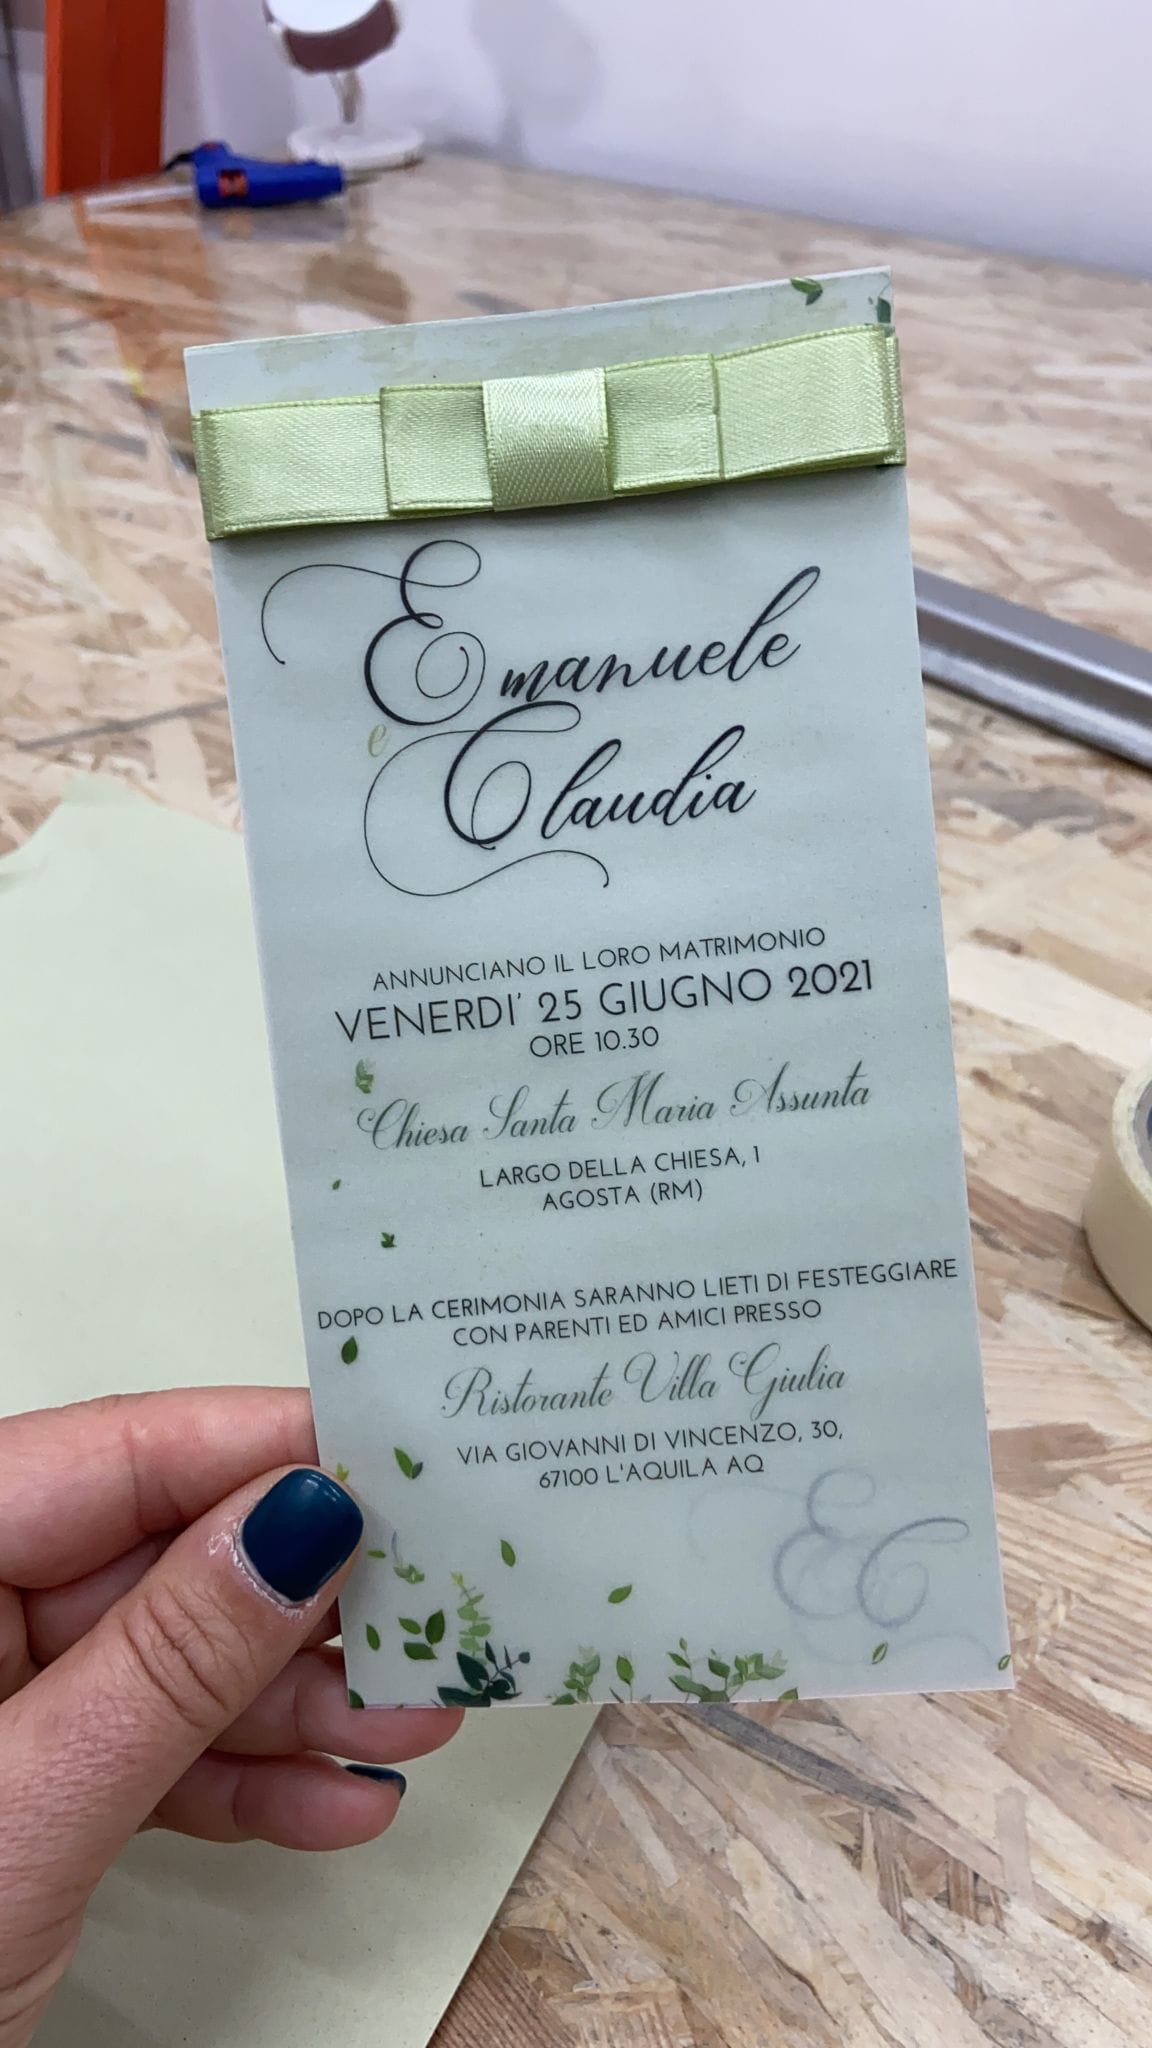 Emanuele
e
Claudia
ANNUNCIANO IL LORO MATRIMONIO
VENERDI' 25 GIUGNO 2021
ORE 10.30
Chiesa Santa Maria Assunta
LARGO DELLA CHIESA, 1
AGOSTA (RM)
DOPO LA CERIMONIA SARANNO LIETI DI FESTEGGIARE
CON PARENTI ED AMICI PRESSO
Ristorante Villa Giulia
VIA GIOVANNI DI VINCENZO, 30,
67100 L'AQUILA AQ
EC